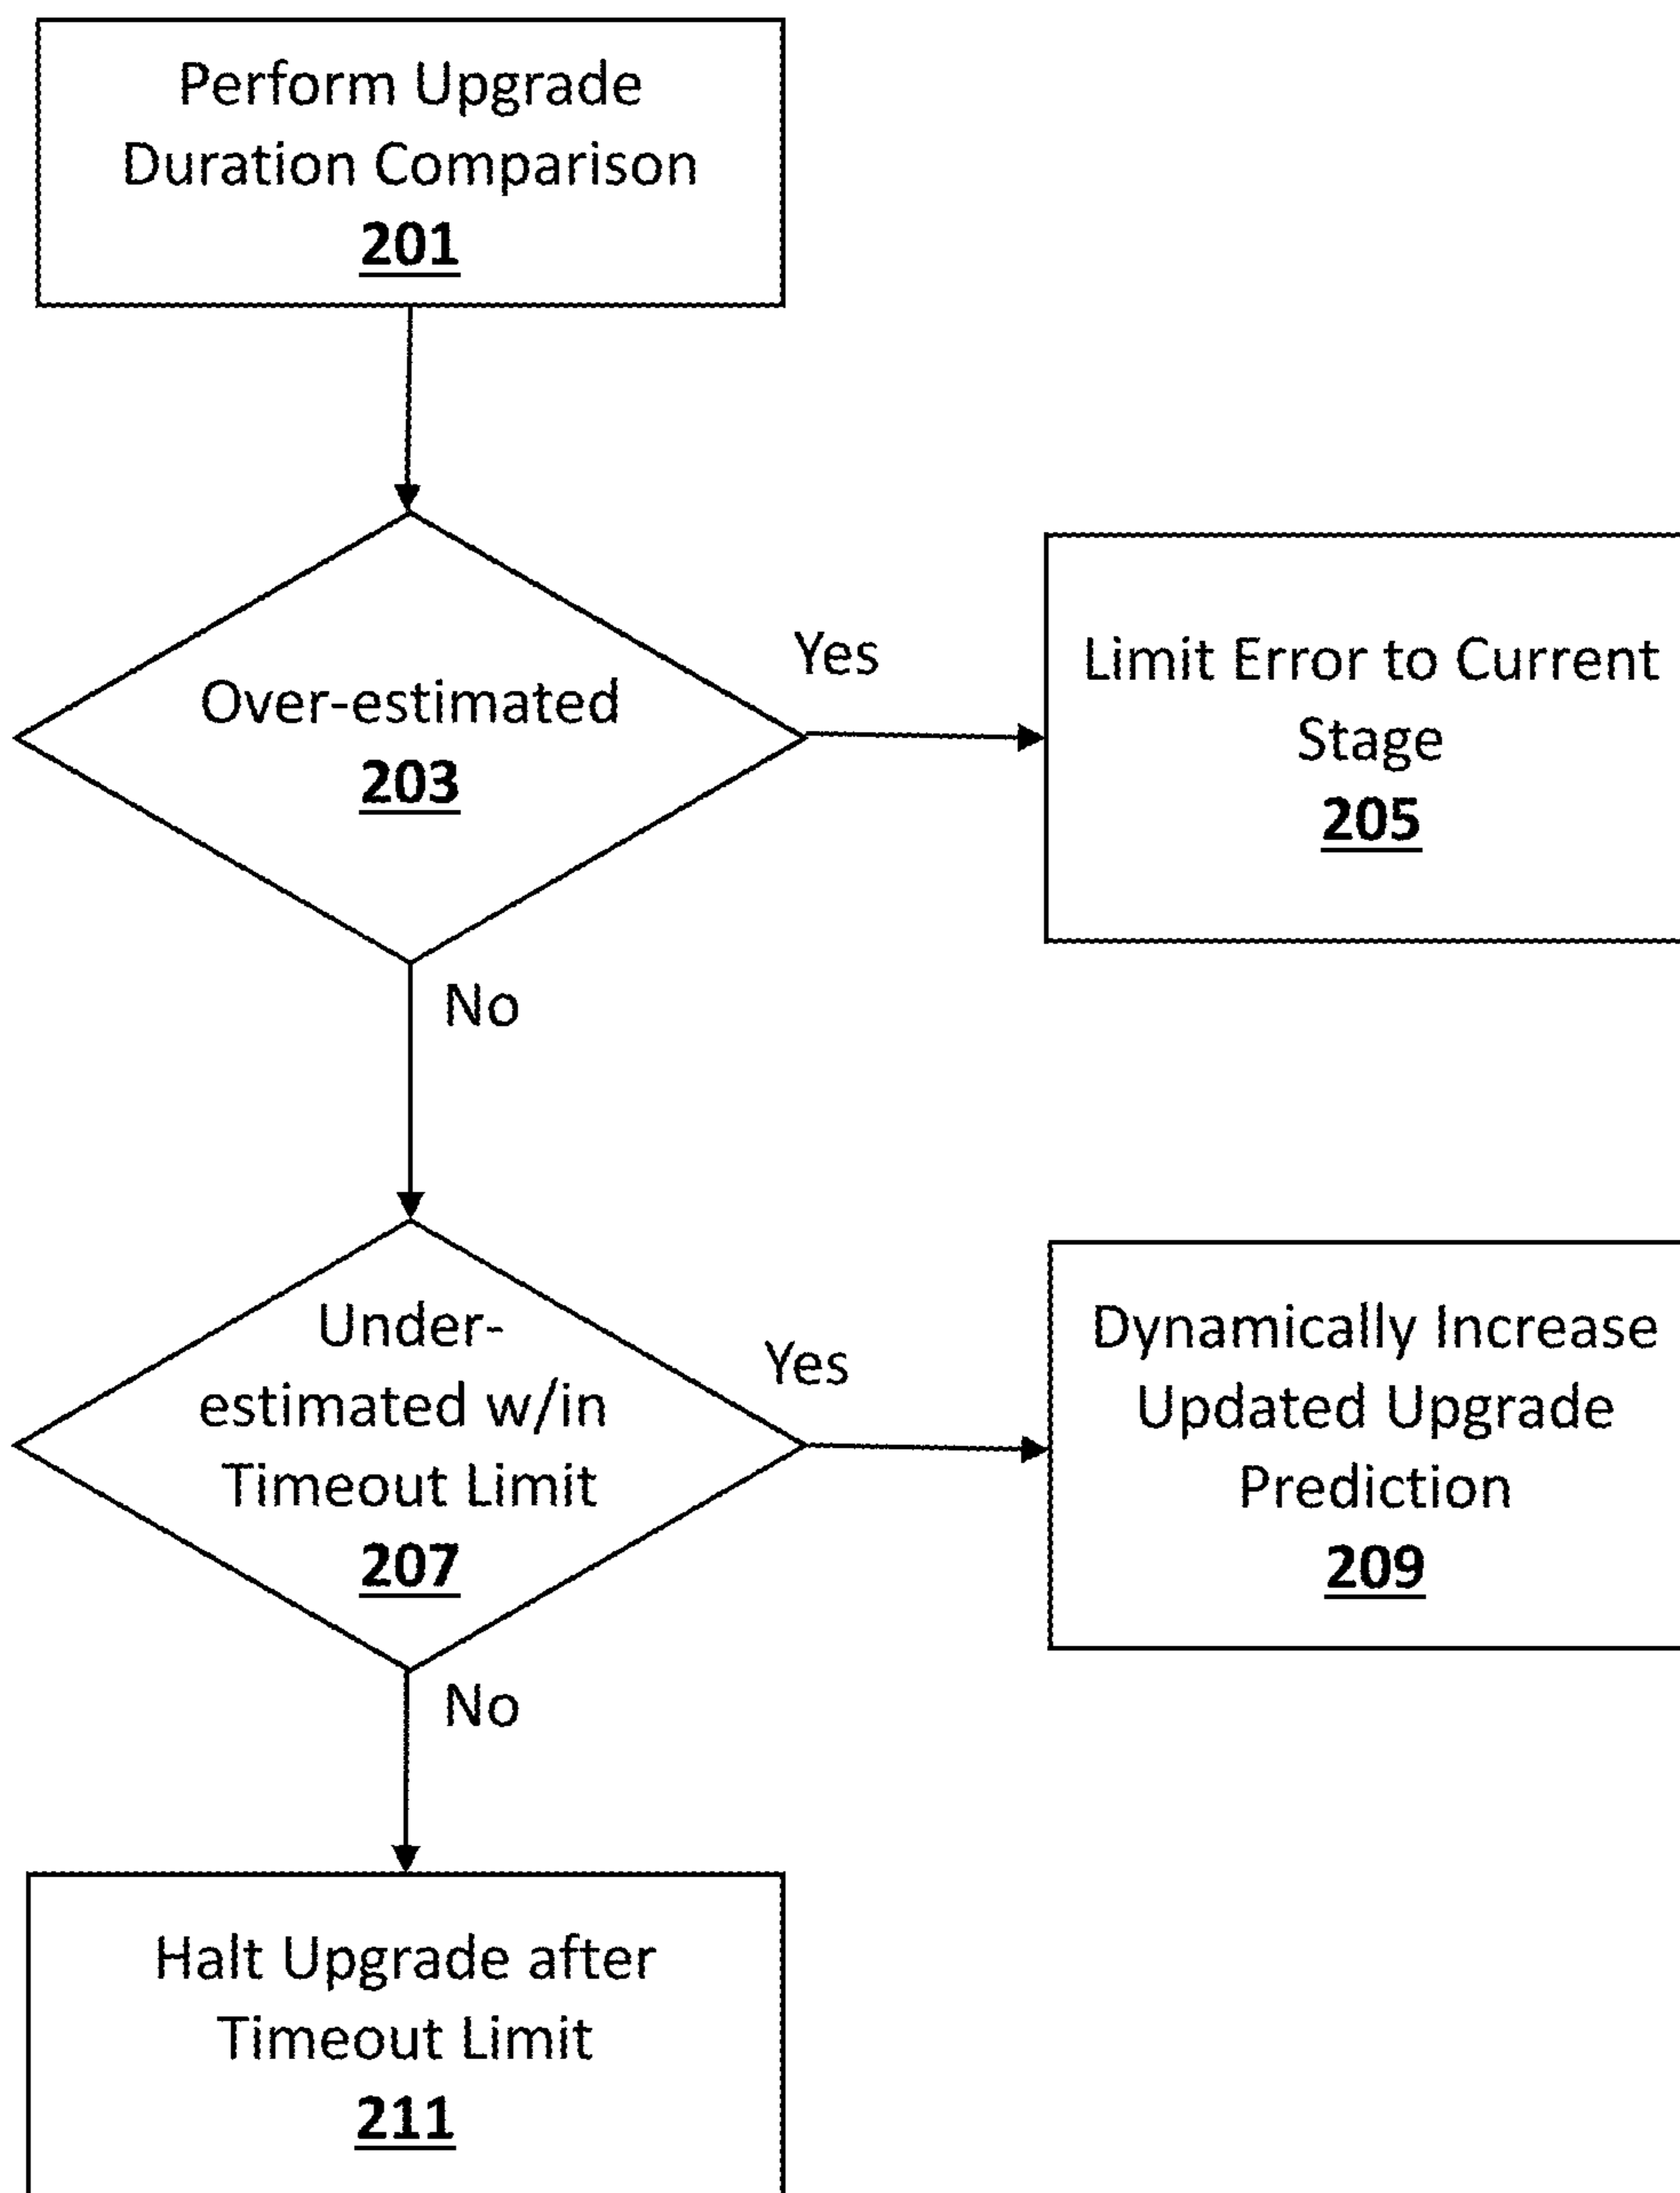 Perform Upgrade
Duration Comparison
201
Over-estimated
203
Yes
Limit Error to Current
Stage
205
No
Under-
estimated w/in
Timeout Limit
207
Yes
Dynamically Increase
Updated Upgrade
Prediction
209
No
Halt Upgrade after
Timeout Limit
211